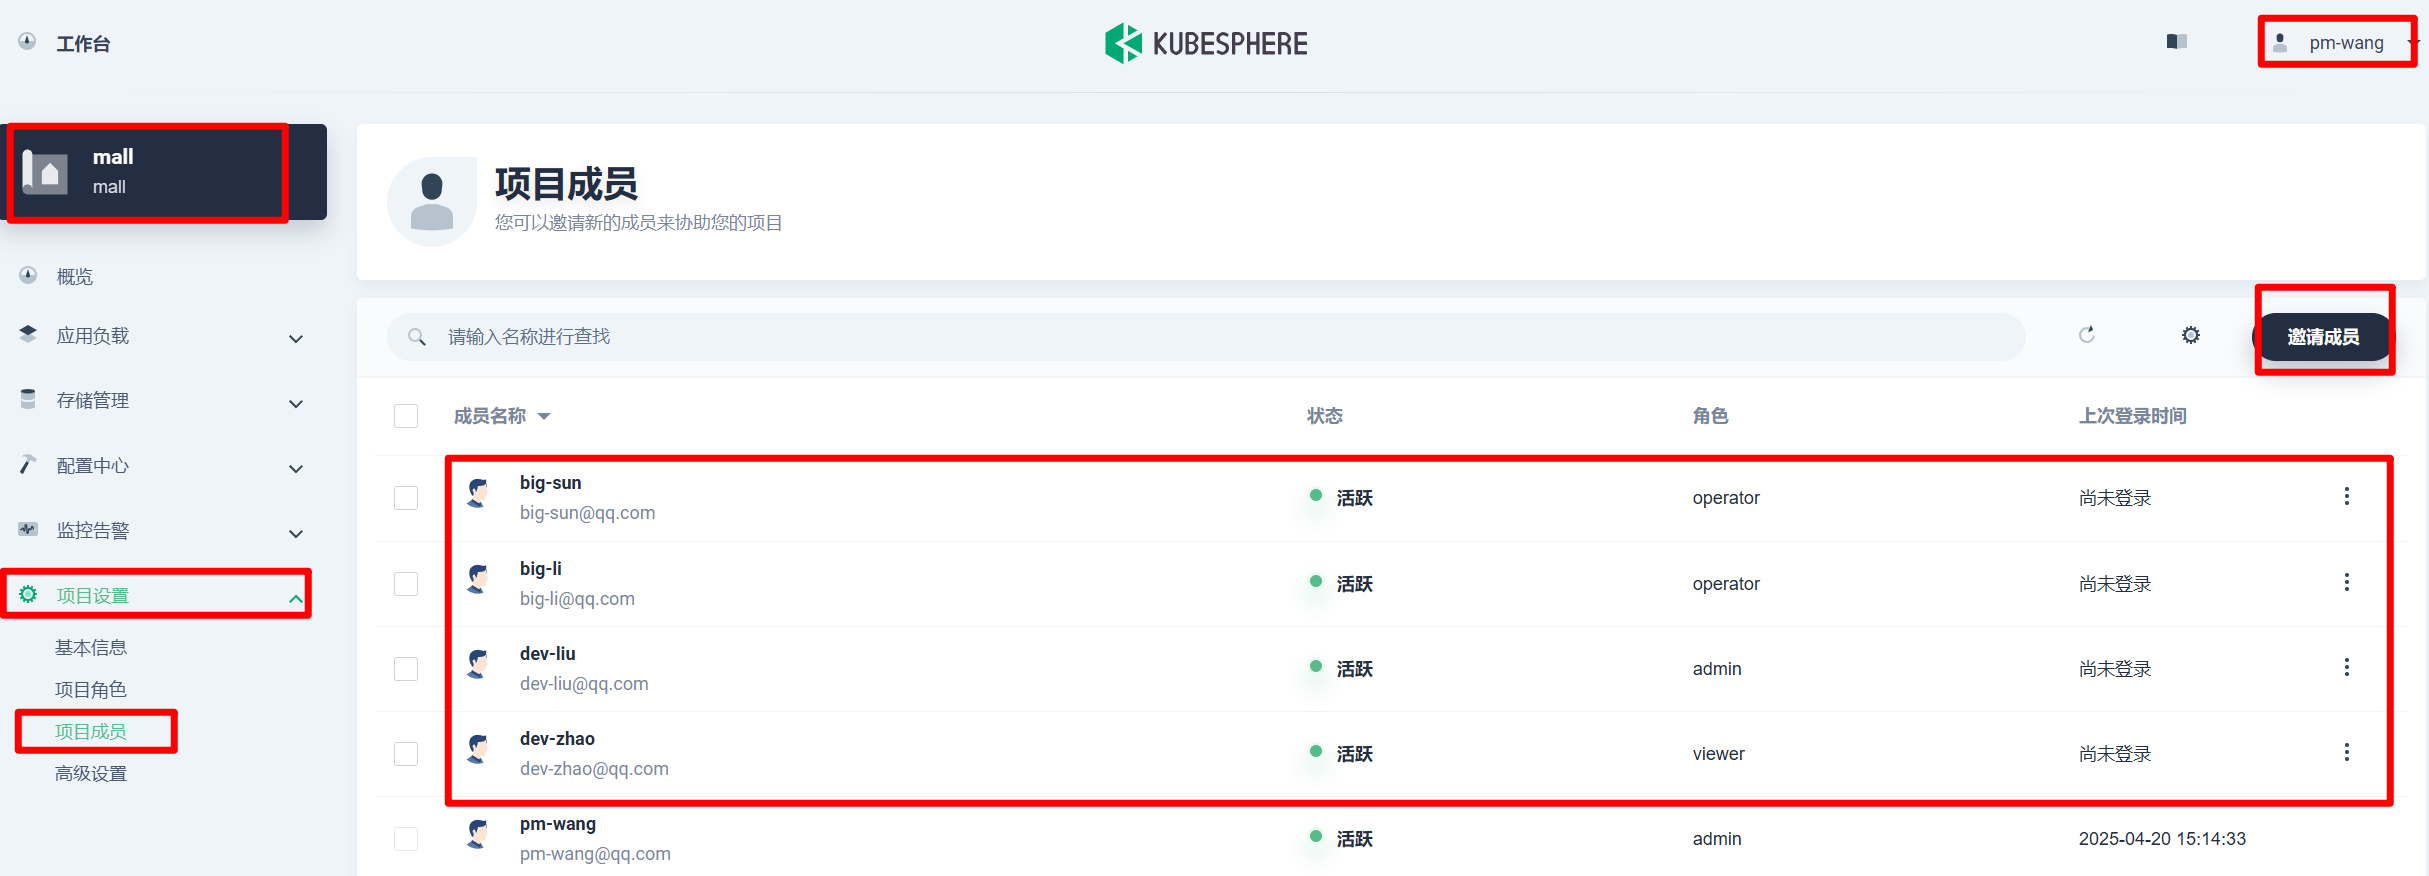 工作台
KUBESPHERE
pm-wang
mall
mall
项目成员
您可以邀请新的成员来协助您的项目
概览
应用负载
存储管理
配置中心
监控告警
项目设置
基本信息
项目角色
项目成员
高级设置
请输入名称进行查找
邀请成员
成员名称 状态 角色 上次登录时间
big-sun
big-sun@qq.com
活跃 operator 尚未登录
big-li
big-li@qq.com
活跃 operator 尚未登录
dev-liu
dev-liu@qq.com
活跃 admin 尚未登录
dev-zhao
dev-zhao@qq.com
活跃 viewer 尚未登录
pm-wang
pm-wang@qq.com
活跃 admin 2025-04-20 15:14:33